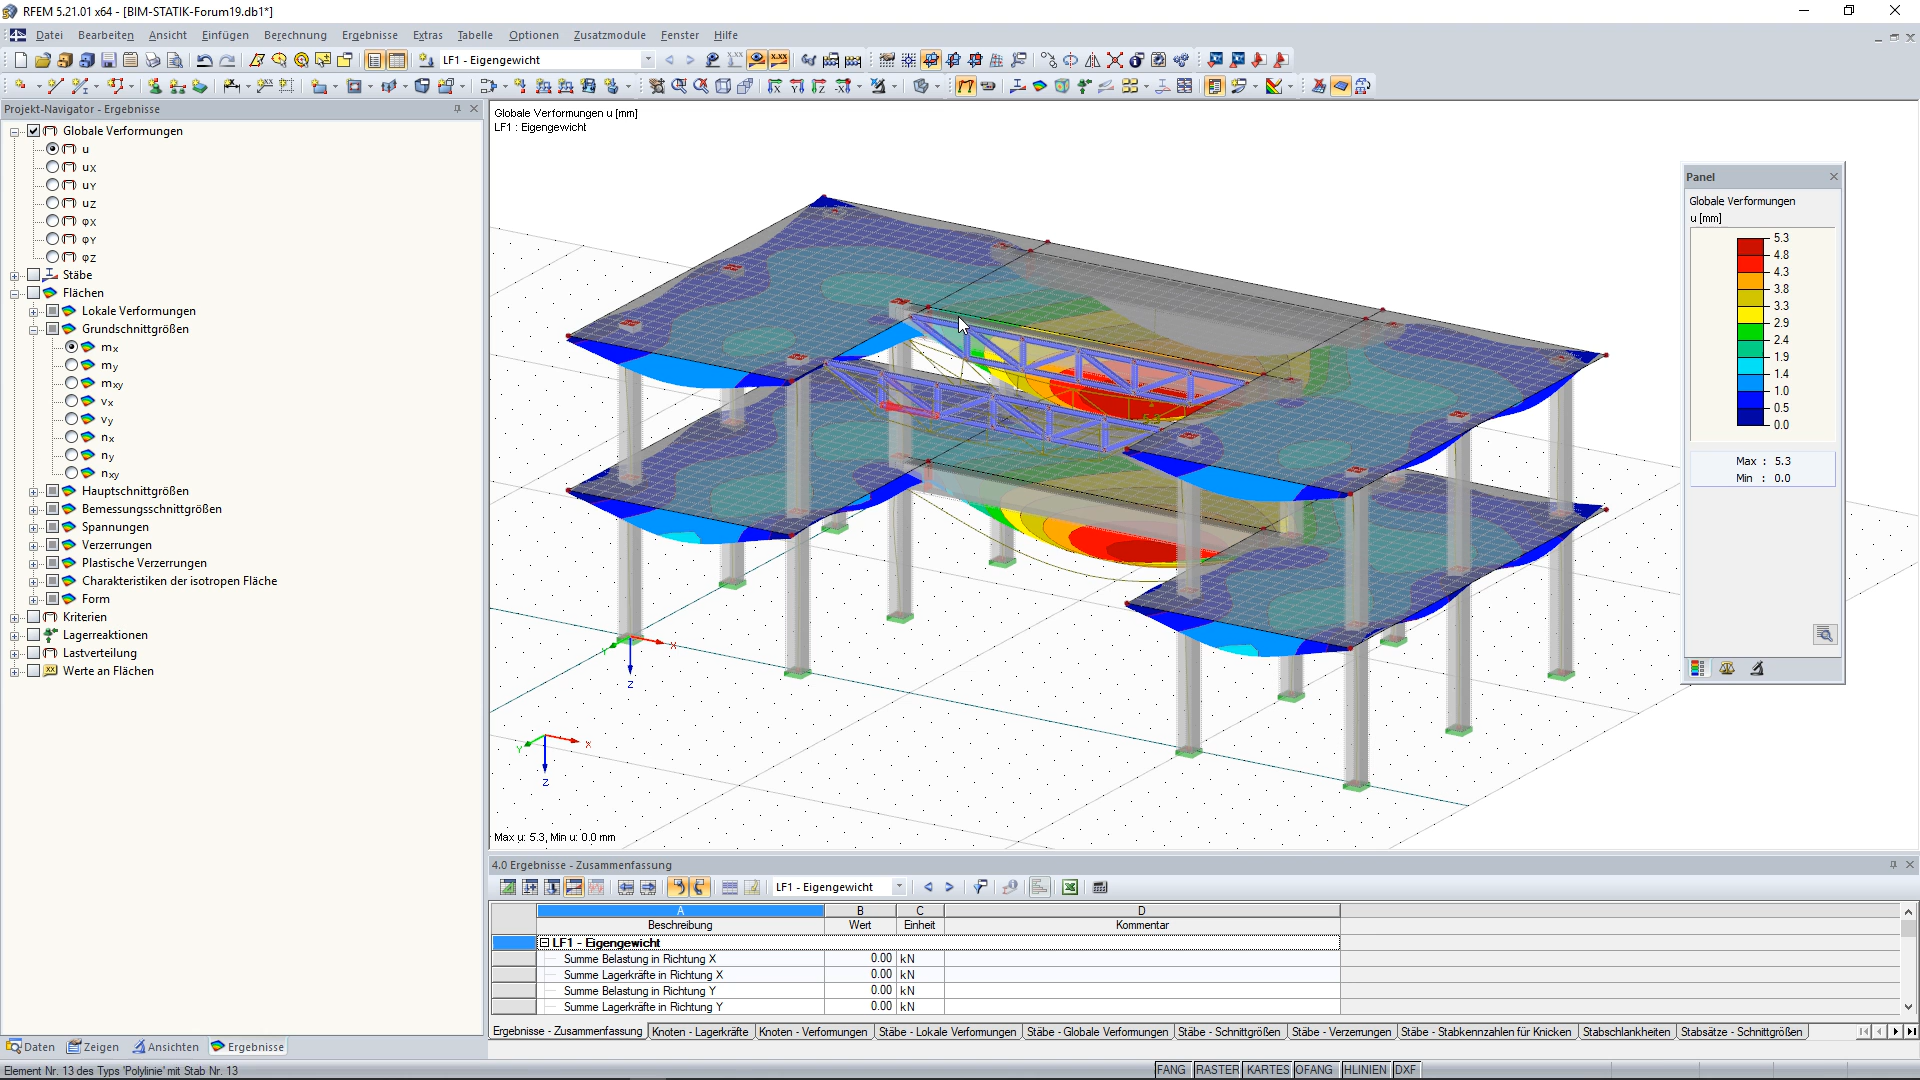 RFEM 5.21.01 x64 - [BIM-STATIK-Forum19.db1*]
Datei Bearbeiten Ansicht Einfügen Berechnung Ergebnisse Extras Tabelle Optionen Zusatzmodule Fenster Hilfe
LF1 - Eigengewicht
Projekt-Navigator - Ergebnisse
Globale Verformungen
u
ux
uY
uz
φX
φY
φZ
Stäbe
Flächen
Lokale Verformungen
Grundschnittgrößen
mx
my
mxy
vx
vy
nx
ny
nxy
Hauptschnittgrößen
Bemessungsschnittgrößen
Spannungen
Verzerrungen
Plastische Verzerrungen
Charakteristiken der isotropen Fläche
Form
Kriterien
Lagerreaktionen
Lastverteilung
Werte an Flächen
Daten Zeigen Ansichten Ergebnisse
Globale Verformungen u [mm]
LF1 : Eigengewicht
5.3
X
Y
Z
X
Y
Z
Max u: 5.3, Min u: 0.0 mm
Panel
Globale Verformungen
u [mm]
5.3
4.8
4.3
3.8
3.3
2.9
2.4
1.9
1.4
1.0
0.5
0.0
Max : 5.3
Min : 0.0
4.0 Ergebnisse - Zusammenfassung
LF1 - Eigengewicht
A B C D
Beschreibung Wert Einheit Kommentar
LF1 - Eigengewicht
Summe Belastung in Richtung X 0.00 kN
Summe Lagerkräfte in Richtung X 0.00 kN
Summe Belastung in Richtung Y 0.00 kN
Summe Lagerkräfte in Richtung Y 0.00 kN
Ergebnisse - Zusammenfassung Knoten - Lagerkräfte Knoten - Verformungen Stäbe - Lokale Verformungen Stäbe - Globale Verformungen Stäbe - Schnittgrößen Stäbe - Verzerrungen Stäbe - Stabkennzahlen für Knicken Stabschlankheiten Stabsätze - Schnittgrößen
Element Nr. 13 des Typs 'Polylinie' mit Stab Nr. 13
FANG RASTER KARTES OFANG HLINIEN DXF